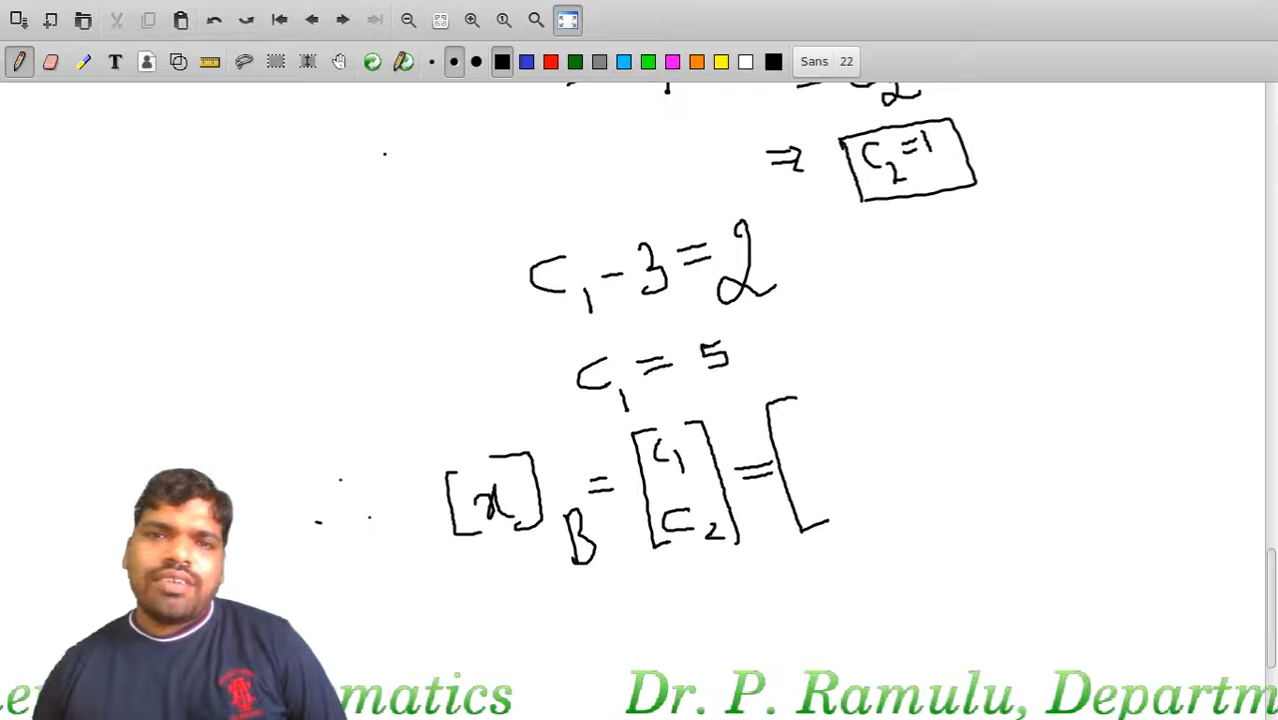 Sans 22
⇒ C₂ = 1
C₁ - 3 = 2
C₁ = 5
∴ [x]_B = [C₁ C₂] = [
matics Dr. P. Ramulu, Departm